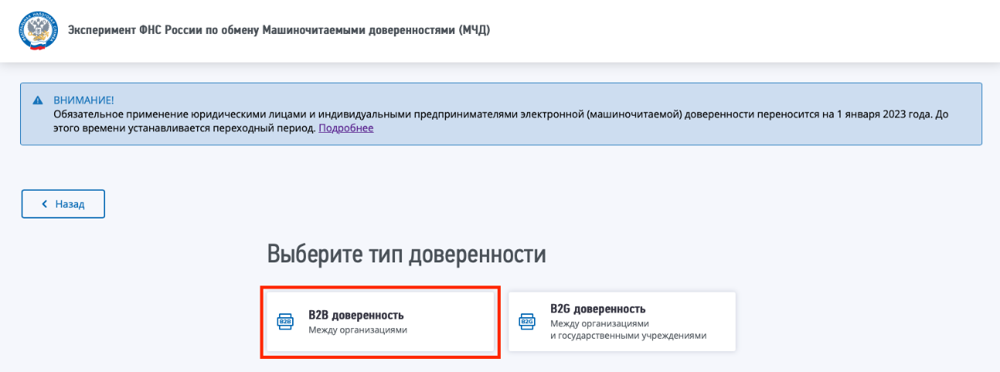 Эксперимент ФНС России по обмену Машиночитаемыми доверенностями (МЧД)
ВНИМАНИЕ!
Обязательное применение юридическими лицами и индивидуальными предпринимателями электронной (машиночитаемой) доверенности переносится на 1 января 2023 года. До
этого времени устанавливается переходный период. Подробнее
Назад
Выберите тип доверенности
B2B
B2B доверенность
Между организациями
B2G
B2G доверенность
Между организациями
и государственными учреждениями